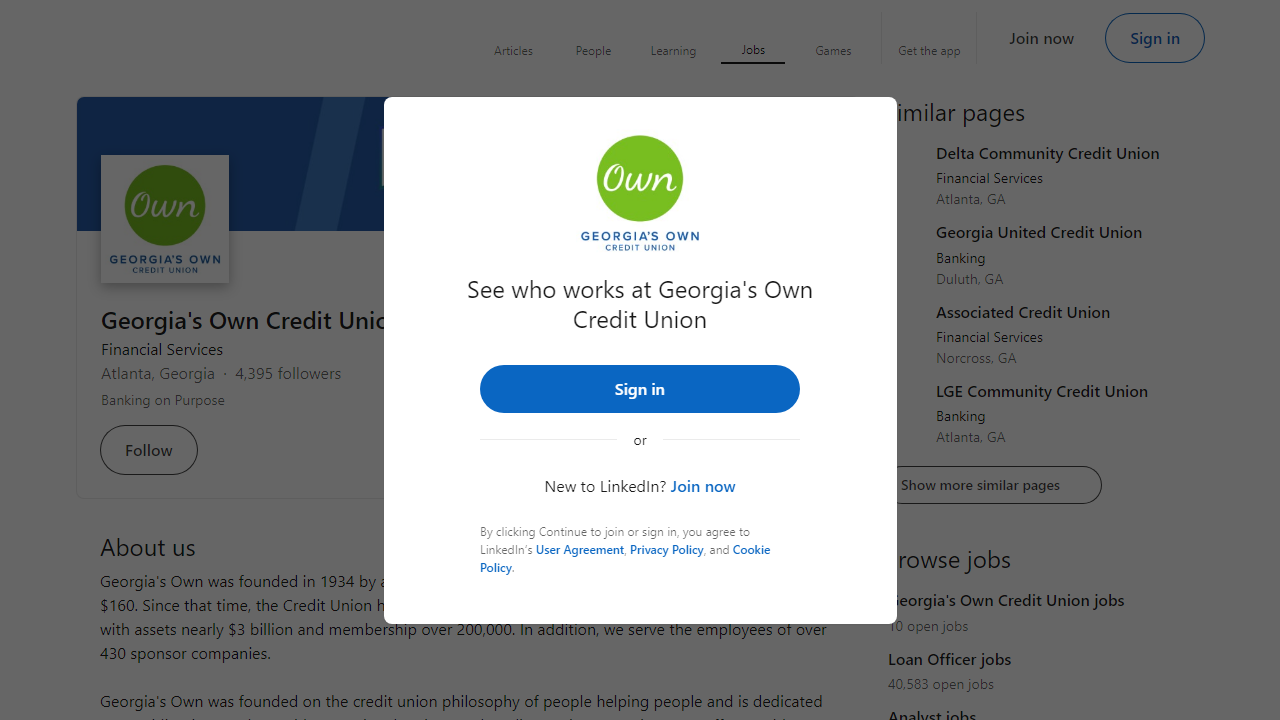 Articles
People
Learning
Jobs
Games
Get the app
Join now
Sign in
Own
GEORGIA'S OWN
CREDIT UNION
Georgia's Own Credit
Financial Services
Atlanta, Georgia · 4,395 followers
Banking on Purpose
Follow
About us
Georgia's Own was founded in 1934 by
$160. Since that time, the Credit Union
with assets nearly $3 billion and membership over 200,000. In addition, we serve the employees of over
430 sponsor companies.
Georgia's Own was founded on the credit union philosophy of people helping people and is dedicated
Own
GEORGIA'S OWN
CREDIT UNION
See who works at Georgia's Own
Credit Union
Sign in
or
New to LinkedIn? Join now
By clicking Continue to join or sign in, you agree to
LinkedIn's User Agreement, Privacy Policy, and Cookie
Policy.
imilar pages
Delta Community Credit Union
Financial Services
Atlanta, GA
Georgia United Credit Union
Banking
Duluth, GA
Associated Credit Union
Financial Services
Norcross, GA
LGE Community Credit Union
Banking
Atlanta, GA
Show more similar pages
rowse jobs
Georgia's Own Credit Union jobs
10 open jobs
Loan Officer jobs
40,583 open jobs
Analyst jobs